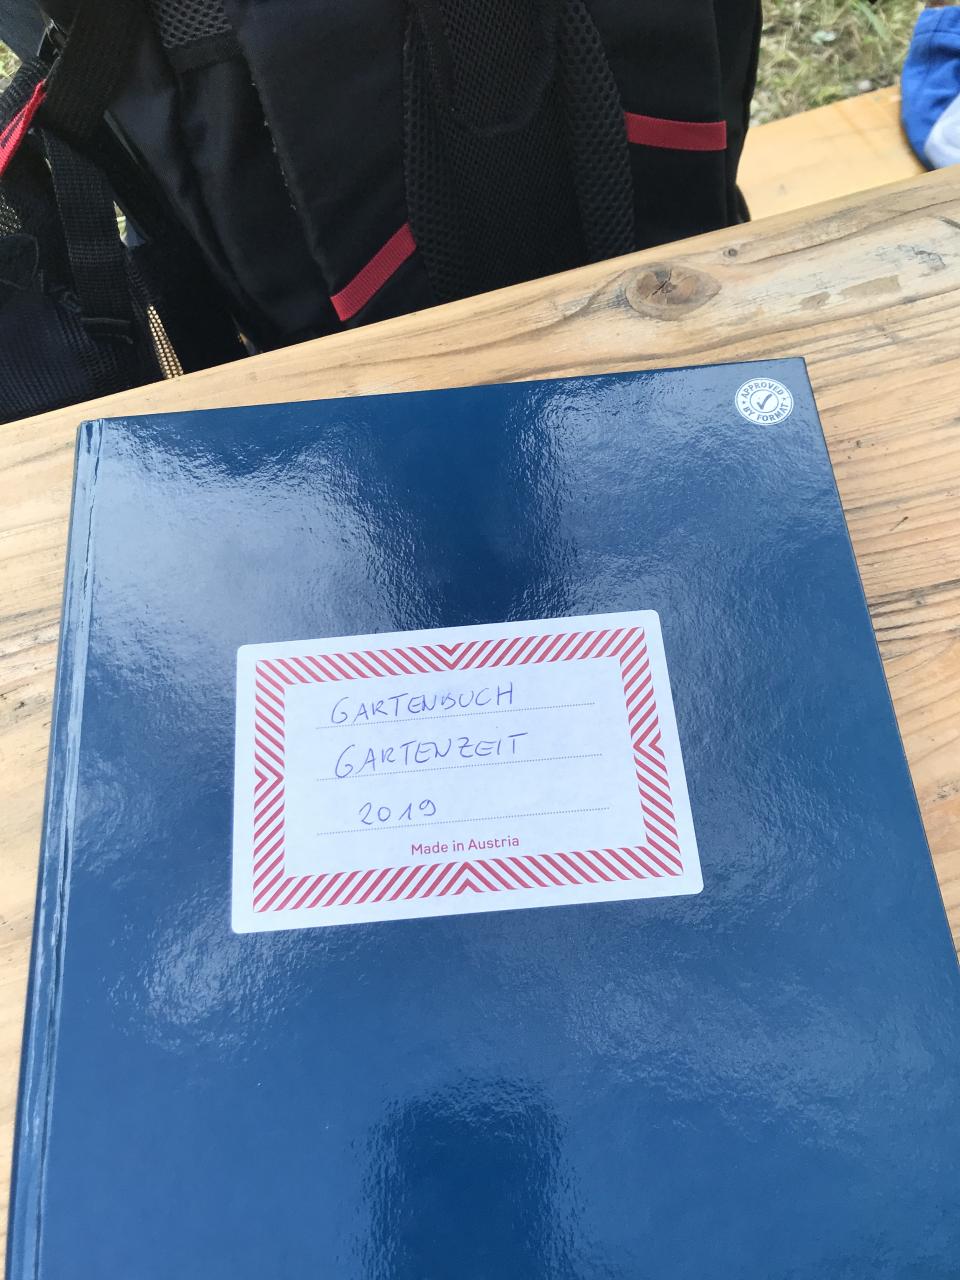 APPROVED
BY FORMAT
GARTENBUCH
GARTENZEIT
2019
Made in Austria